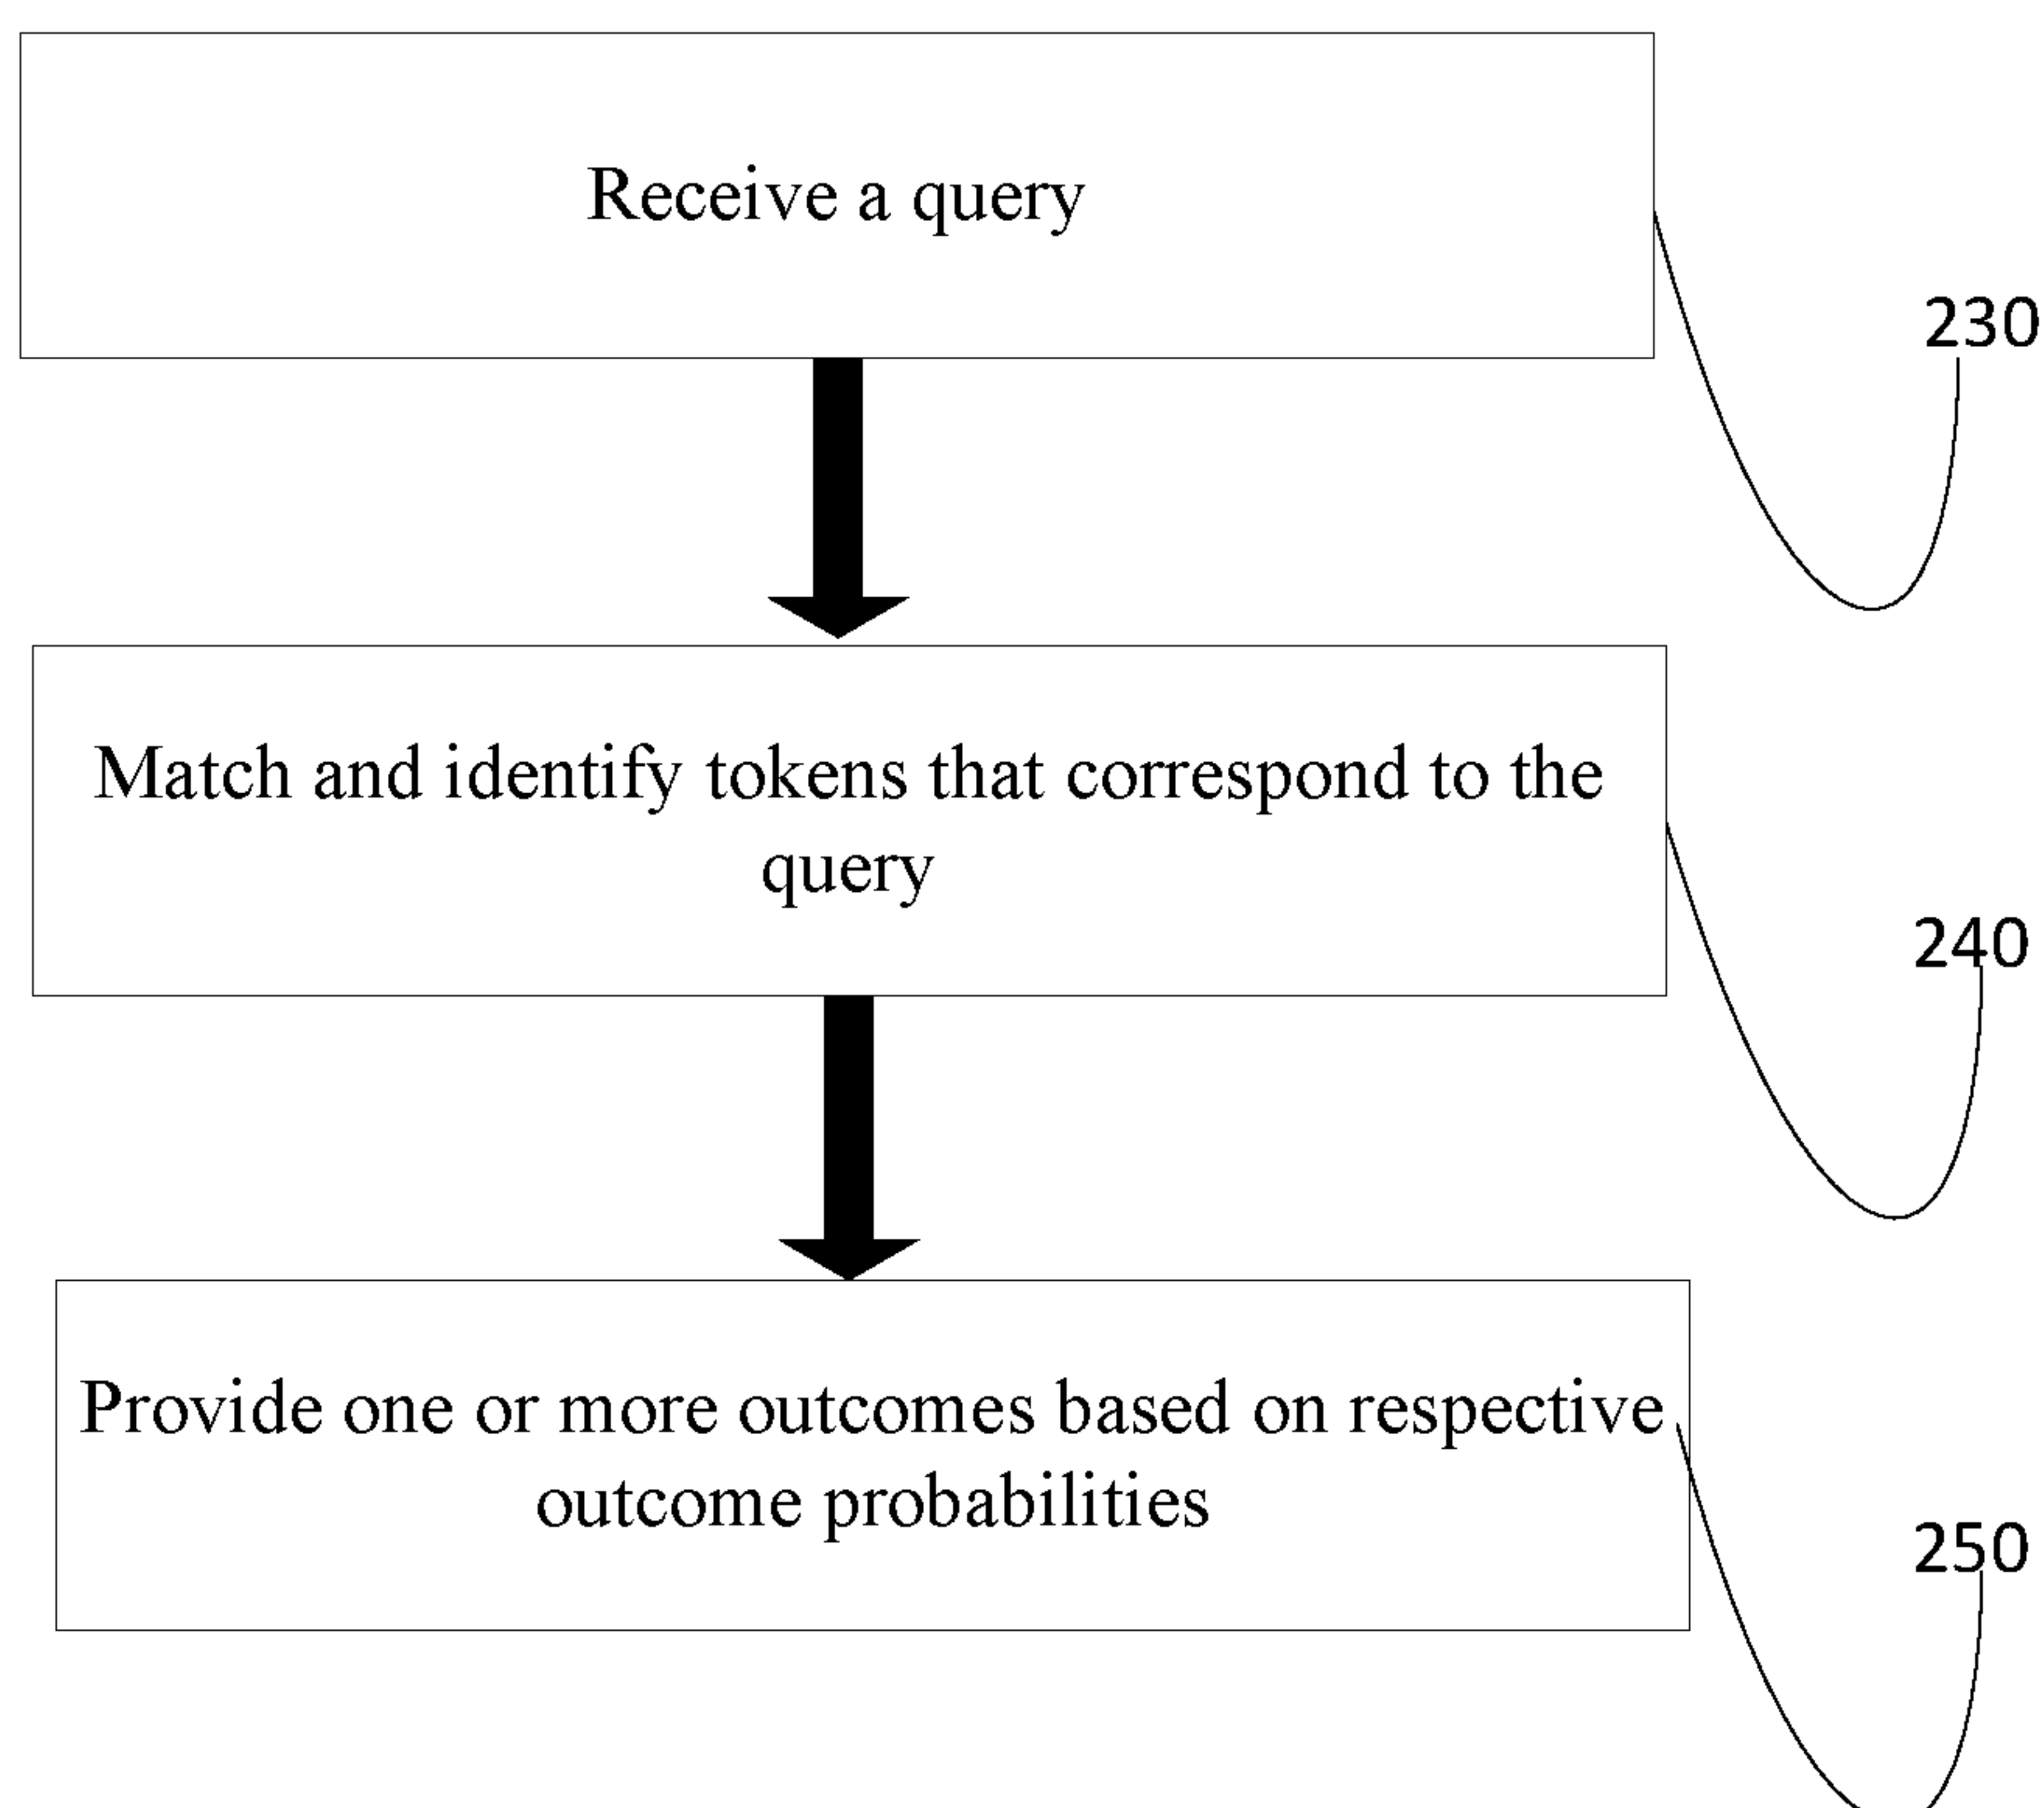 Receive a query
230
Match and identify tokens that correspond to the
query
240
Provide one or more outcomes based on respective
outcome probabilities
250